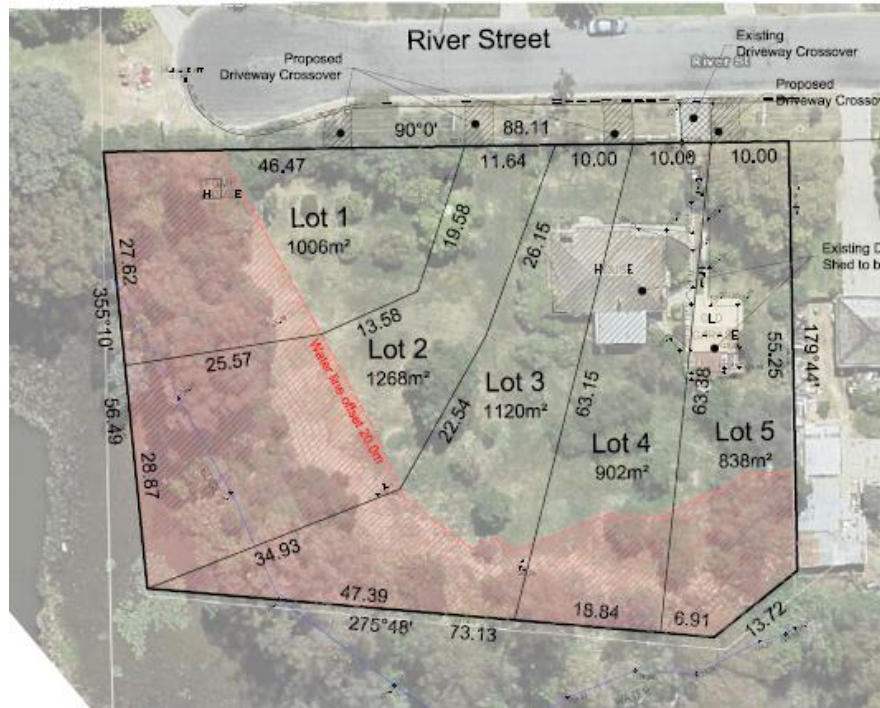 River Street
River St
Existing
Driveway Crossover
Proposed
Driveway Crossover
Proposed
Driveway Crossov
90°0'
88.11
46.47
11.64
10.00
10.00
10.00
HOUSE
Lot 1
1006m²
19.58
26.15
27.62
355°10'
56.49
28.87
25.57
13.58
Water line offset 20.0m
Lot 2
1268m²
22.54
Lot 3
1120m²
HOUSE
63.15
63.38
Existing D
Shed to b
55.25
179°44'
Lot 4
902m²
Lot 5
838m²
34.93
47.39
275°48'
73.13
18.84
6.91
13.72